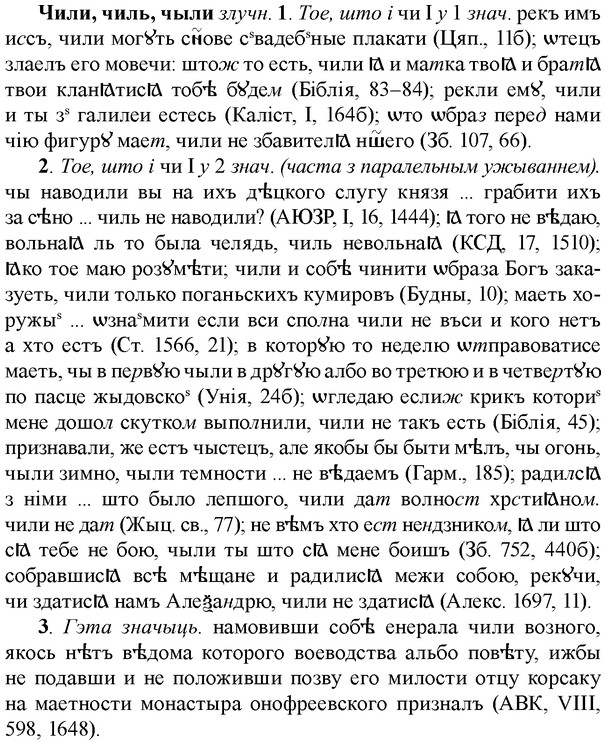 Чили, чиль, чыли злучн. 1. Тое, што і чи I у 1 знач. рекъ имъ
иссъ, чили могꙋть сн҃ове сᵌвадебᵌные плакати (Цяп., 11б); ѡтецъ
злаелъ его мовечи: штож то есть, чили ꙗ и матка твоꙗ и братꙗ
твои кланꙗтисꙗ тобѣ бꙋдем (Біблія, 83–84); рекли емꙋ, чили
и ты зᵌ галилеи естесь (Каліст, I, 164б); ѡто ѡбраз перед нами
чію фигурꙋ мает, чили не збавителꙗ нш҃его (Зб. 107, 66).
2. Тое, што і чи I у 2 знач. (часта з паралельным ужываннем).
чы наводили вы на ихъ дѣцкого слугу князя ... грабити ихъ
за сѣно ... чиль не наводили? (АЮЗР, I, 16, 1444); ꙗ того не вѣдаю,
вольнаꙗ ль то была челядь, чиль невольнаꙗ (КСД, 17, 1510);
ꙗко тое маю розꙋмѣти; чили и собѣ чинити ѡбраза Богъ зака-
зуеть, чили только поганьскихъ кумировъ (Будны, 10); маеть хо-
ружыᵌ ... ѡзнаᵌмити если вси сполна чили не въси и кого нетъ
а хто естъ (Ст. 1566, 21); в которꙋю то неделю ѡтправоватисе
маеть, чы в первꙋю чыли в дрꙋгꙋю албо во третюю и в четвертꙋю
по пасце жыдовскоᵌ (Унія, 24б); ѡгледаю еслиж крикъ коториᵌ
мене дошол скутком выполнили, чили не такъ есть (Біблія, 45);
признавали, же есть чыстецъ, але якобы бы быти мѣлъ, чы огонь,
чыли зимно, чыли темности ... не вѣдаемъ (Гарм., 185); радилсꙗ
з німи ... што было лепшого, чили дат волност хрстиꙗном.
чили не дат (Жыц. св., 77); не вѣмъ хто ест нендзником, ꙗ ли што
сꙗ тебе не бою, чыли ты што сꙗ мене боишъ (Зб. 752, 440б);
собравшисꙗ всѣ мѣщане и радилисꙗ межи собою, рекꙋчи,
чи здатисꙗ намъ Алеѯандрю, чили не здатисꙗ (Алекс. 1697, 11).
3. Гэта значыць. намовивши собѣ енерала чили возного,
якось нѣтъ вѣдома которого воеводства альбо повѣту, ижбы
не подавши и не положивши позву его милости отцу корсаку
на маетности монастыра онофреевского призналъ (АВК, VIII,
598, 1648).